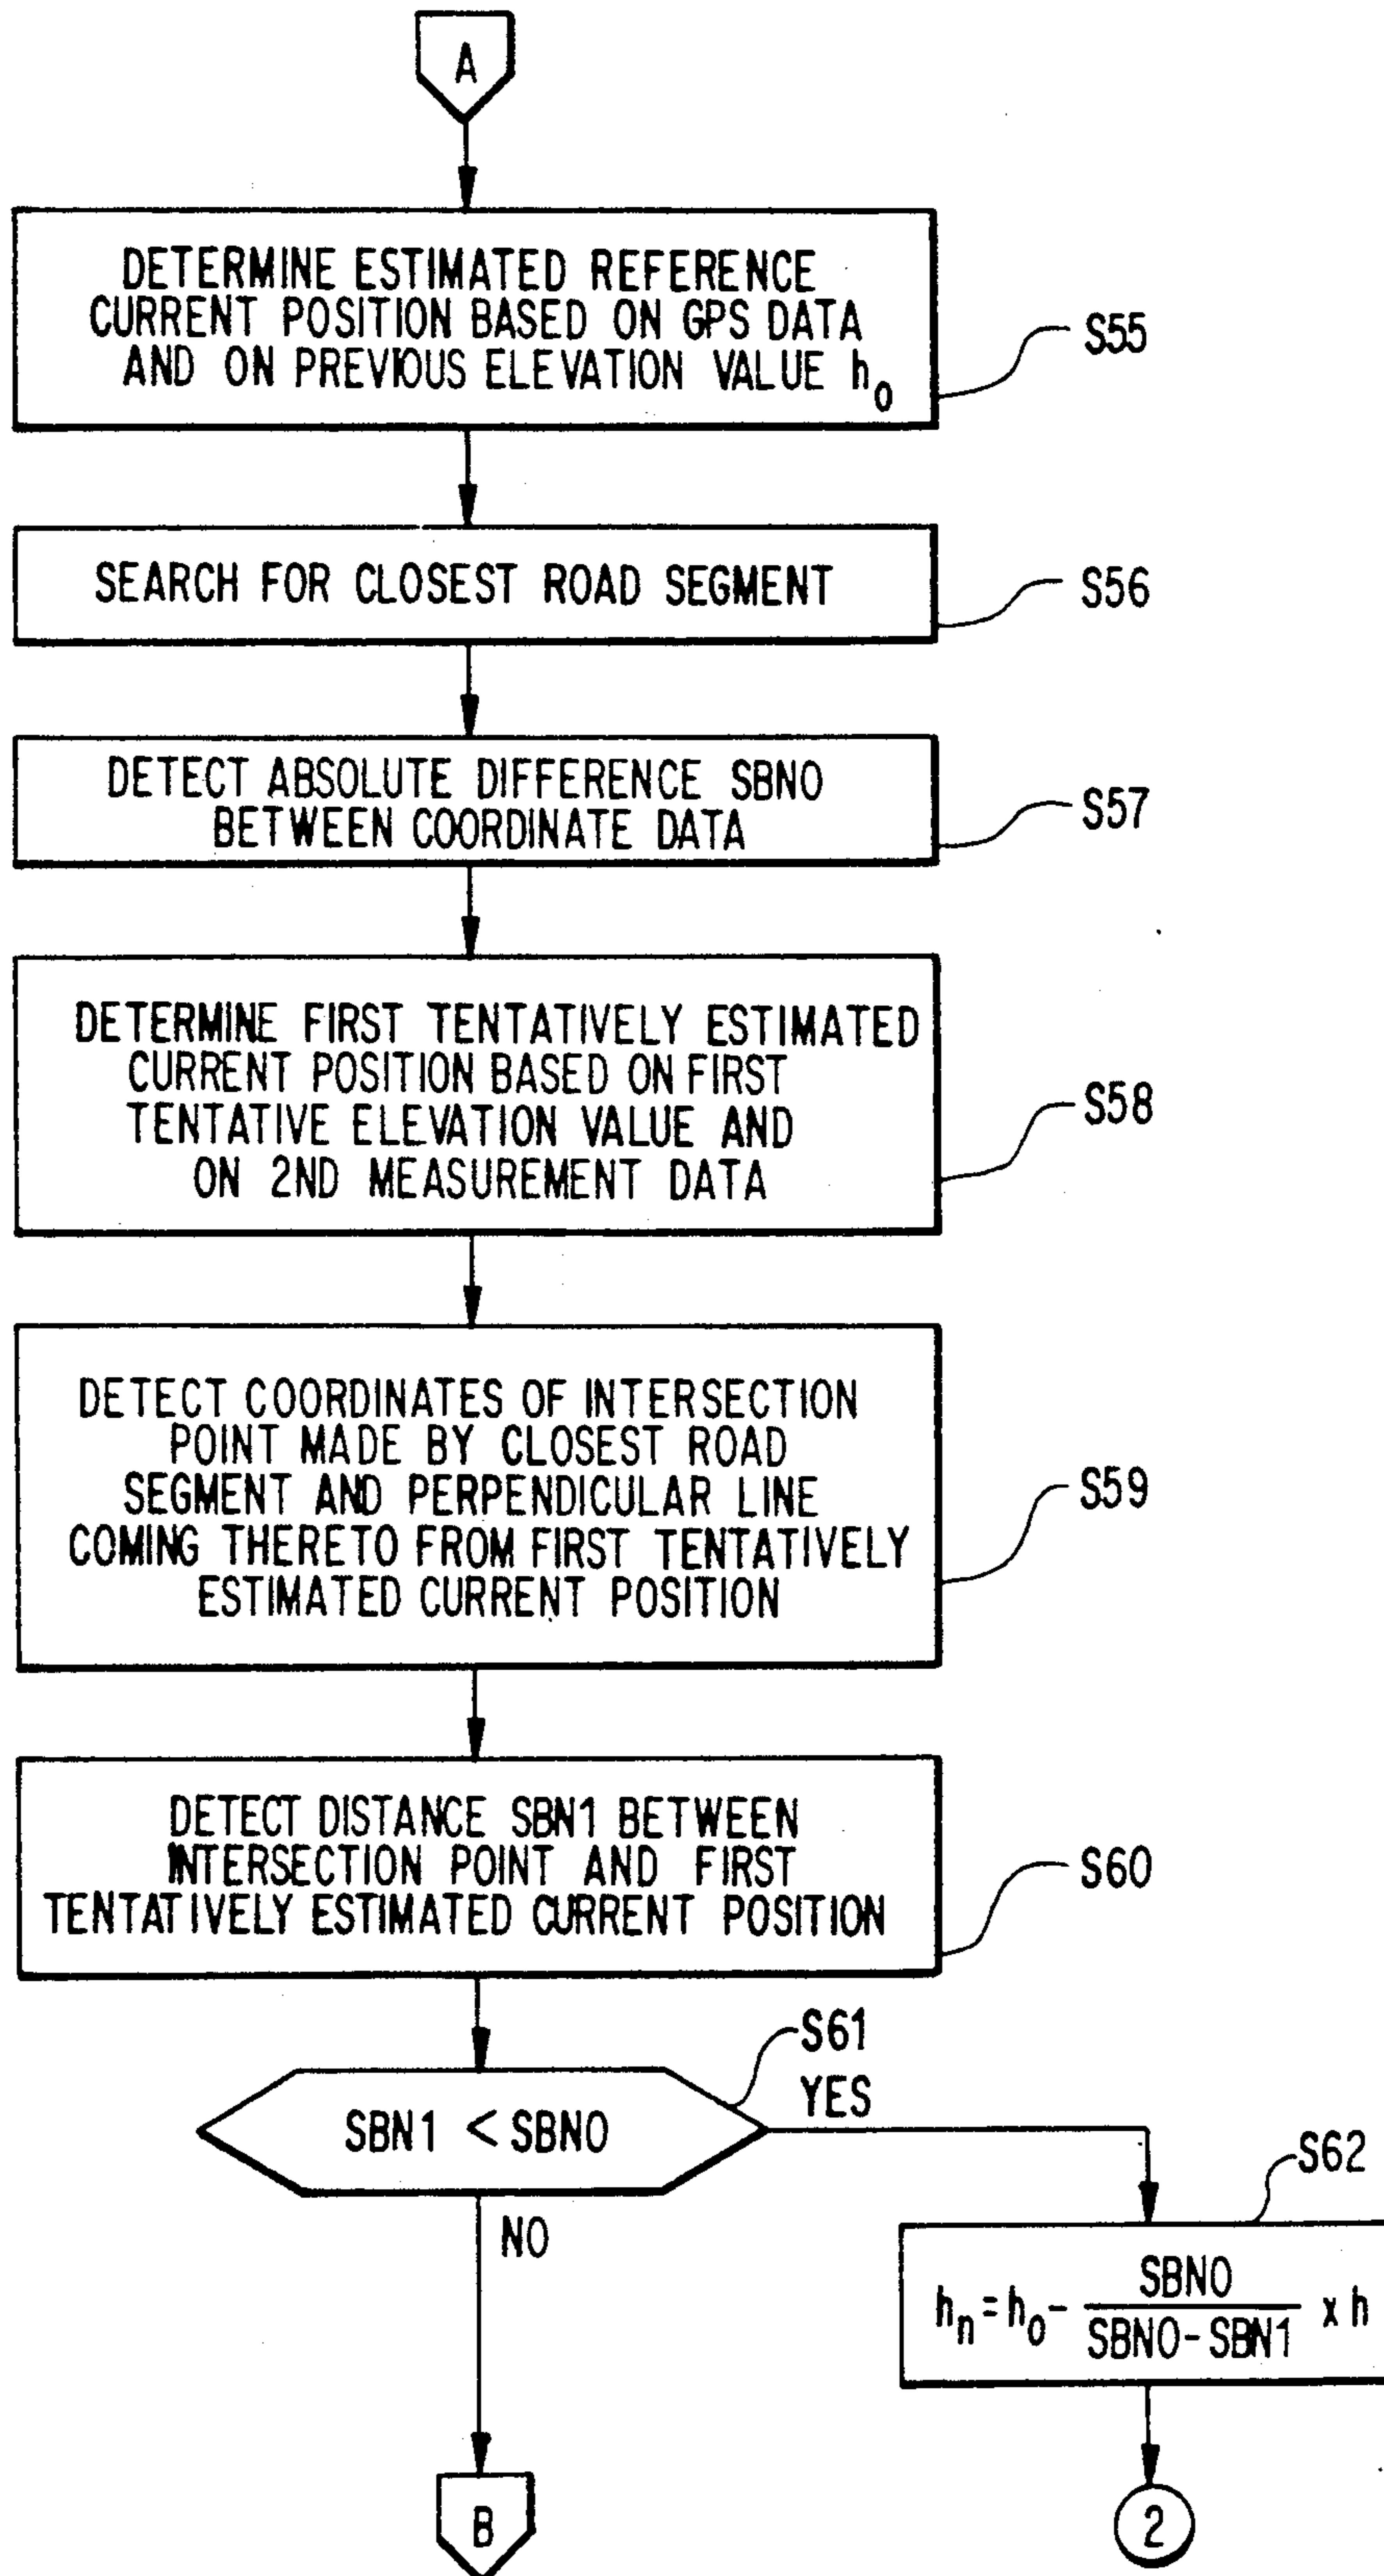 A
DETERMINE ESTIMATED REFERENCE
CURRENT POSITION BASED ON GPS DATA
AND ON PREVIOUS ELEVATION VALUE h₀
S55
SEARCH FOR CLOSEST ROAD SEGMENT
S56
DETECT ABSOLUTE DIFFERENCE SBN0
BETWEEN COORDINATE DATA
S57
DETERMINE FIRST TENTATIVELY ESTIMATED
CURRENT POSITION BASED ON FIRST
TENTATIVE ELEVATION VALUE AND
ON 2ND MEASUREMENT DATA
S58
DETECT COORDINATES OF INTERSECTION
POINT MADE BY CLOSEST ROAD
SEGMENT AND PERPENDICULAR LINE
COMING THERETO FROM FIRST TENTATIVELY
ESTIMATED CURRENT POSITION
S59
DETECT DISTANCE SBN1 BETWEEN
INTERSECTION POINT AND FIRST
TENTATIVELY ESTIMATED CURRENT POSITION
S60
S61
SBN1 < SBN0
YES
NO
S62
hₙ = h₀ - SBN0 / SBN0 - SBN1 x h
B
2